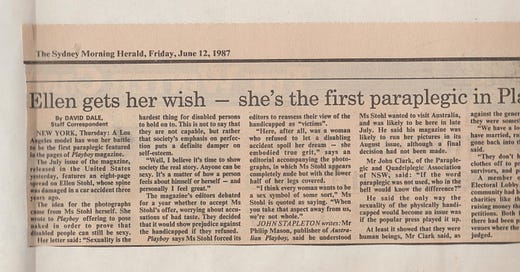 The Sydney Morning Herald, Friday, June 12, 1987
Ellen gets her wish — she's the first paraplegic in Pla
By DAVID DALE,
Staff Correspondent
NEW YORK, Thursday: A Los
Angeles model has won her battle
to be the first paraplegic featured
in the pages of Playboy magazine.
The July issue of the magazine,
released in the United States
yesterday, features an eight-page
spread on Ellen Stohl, whose spine
was damaged in a car accident three
years ago.
The idea for the photographs
came from Ms Stohl herself. She
wrote to Playboy offering to pose
naked in order to prove that
disabled people can still be sexy.
Her letter said: "Sexuality is the
hardest thing for disabled persons
to hold on to. This is not to say that
they are not capable, but rather
that society's emphasis on perfec-
tion puts a definite damper on
self-esteem.
"Well, I believe it's time to show
society the real story. Anyone can be
sexy. It's a matter of how a person
feels about himself or herself — and
personally I feel great."
The magazine's editors debated
for a year whether to accept Ms
Stohl's offer, worrying about accu-
sations of bad taste. They decided
that it would show prejudice against
the handicapped if they refused.
Playboy says Ms Stohl forced its
editors to reassess their view of the
handicapped as "victims".
"Here, after all, was a woman
who refused to let a disabling
accident spoil her dream — she
embodied true grit," says an
editorial accompanying the photo-
graphs, in which Ms Stohl appears
completely nude but with the lower
half of her legs covered.
"I think every woman wants to be
a sex symbol of some sort," Ms
Stohl is quoted as saying. "When
you take that aspect away from us,
we're not whole."
JOHN STAPLETON writes: Mr
Philip Mason, publisher of Austra-
lian Playboy, said he understood
Ms Stohl wanted to visit Australia,
and was likely to be here in late
July. He said his magazine was
likely to run her pictures in its
August issue, although a final
decision had not been made.
Mr John Clark, of the Paraple-
gic and Quadriplegic Association
of NSW, said: "If the word
paraplegic was not used, who in the
hell would know the difference?"
He said the only way the
sexuality of the physically handi-
capped would become an issue was
if the popular press played it up.
At least it showed that they were
human beings, Mr Clark said, as
against the gener
they were someh
"We have a lo
have married, re
gone back into th
said.
"They don't l
other off to po
survivors, and p
A member o
Electoral Lobby
community had
charities like th
raising money th
petitions. Both t
there had been p
venues where the
judged.